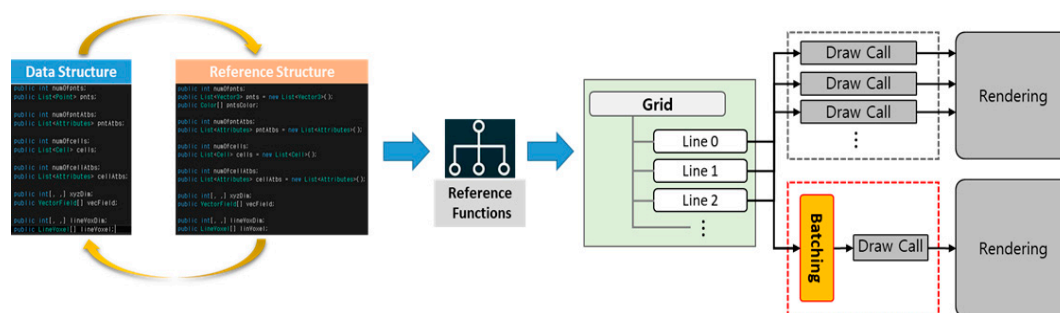 Data Structure
public int numOfpnts;
public List<Point> pnts;
public int numOfpntAtbs;
public List<Attributes> pntAtbs;
public int numOfcells;
public List<Cell> cells;
public int numOfcellAtbs;
public List<Attributes> cellAtbs;
public int[, ,] xyzDim;
public VectorField[] vecField;
public int[, ,] lineVoxDim;
public LineVoxel[] lineVoxel;
Reference Structure
public int numOfpnts;
public List<Vector3> pnts = new List<Vector3>();
public Color[] pntsColor;
public int numOfpntAtbs;
public List<Attributes> pntAtbs = new List<Attributes>();
public int numOfcells;
public List<Cell> cells = new List<Cell>();
public int numOfcellAtbs;
public List<Attributes> cellAtbs = new List<Attributes>();
public int[, ,] xyzDim;
public VectorField[] vecField;
public int[, ,] lineVoxDim;
public LineVoxel[] linVoxel;
Reference
Functions
Grid
Line 0
Line 1
Line 2
⋮
Draw Call
Draw Call
Draw Call
⋮
Rendering
Batching
Draw Call
Rendering